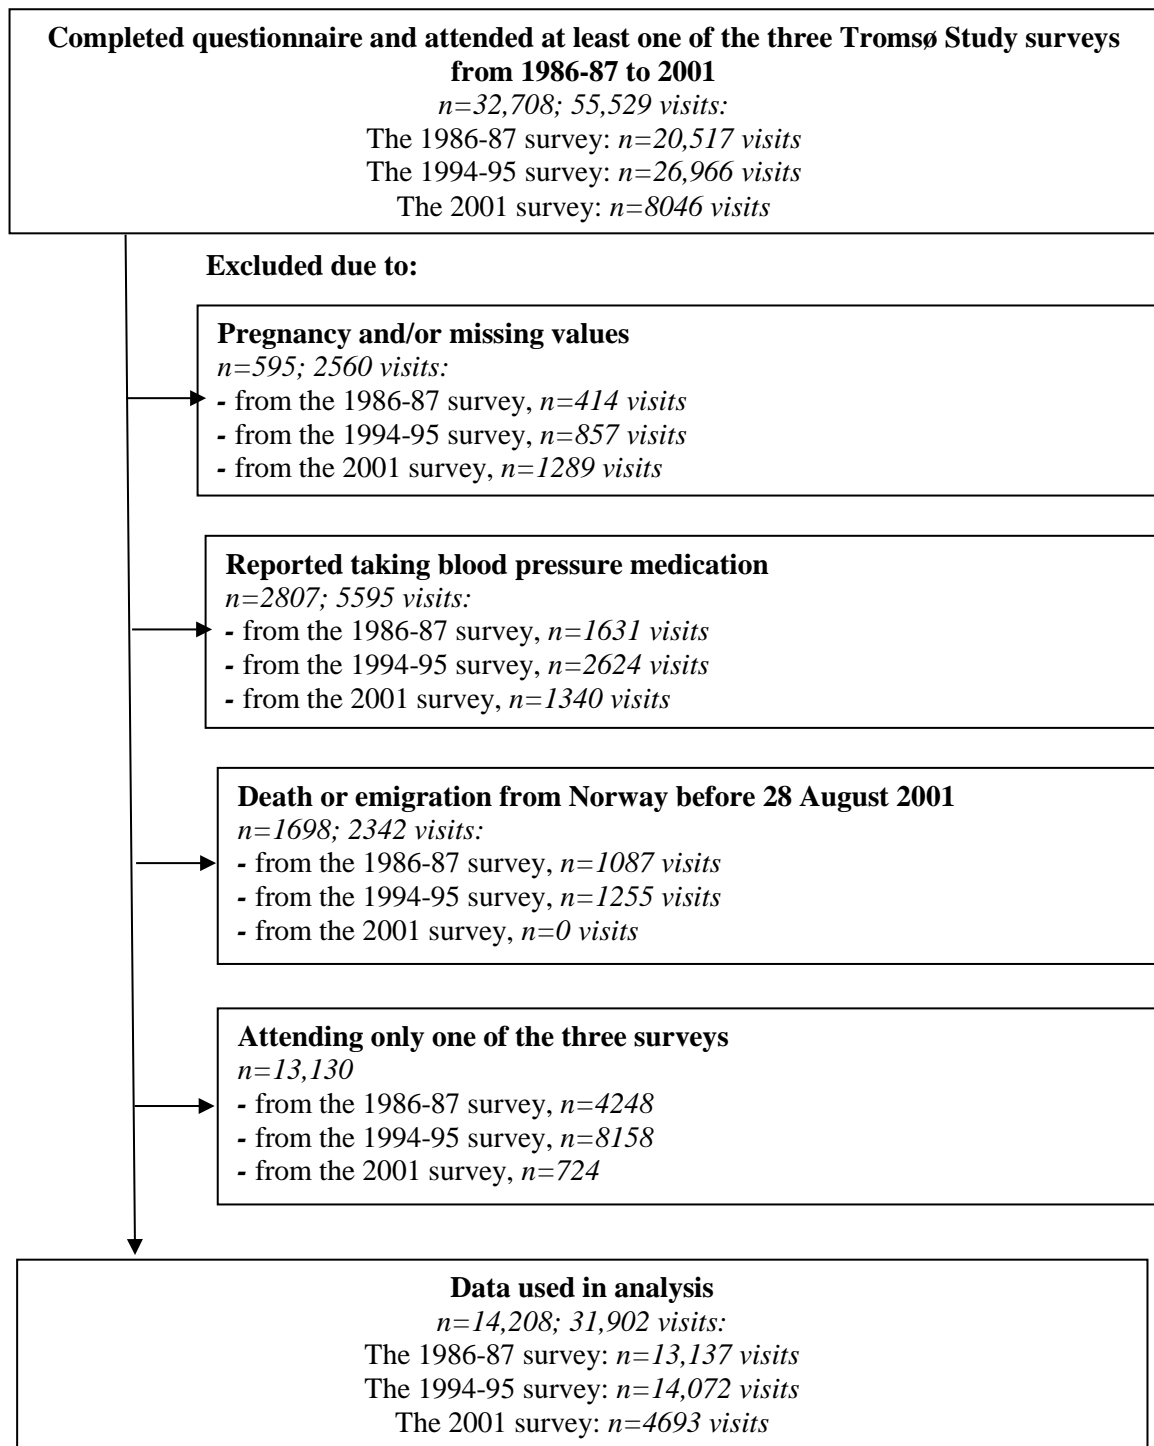 Completed questionnaire and attended at least one of the three Tromsø Study surveys
from 1986-87 to 2001
n=32,708; 55,529 visits:
The 1986-87 survey: n=20,517 visits
The 1994-95 survey: n=26,966 visits
The 2001 survey: n=8046 visits
Excluded due to:
Pregnancy and/or missing values
n=595; 2560 visits:
- from the 1986-87 survey, n=414 visits
- from the 1994-95 survey, n=857 visits
- from the 2001 survey, n=1289 visits
Reported taking blood pressure medication
n=2807; 5595 visits:
- from the 1986-87 survey, n=1631 visits
- from the 1994-95 survey, n=2624 visits
- from the 2001 survey, n=1340 visits
Death or emigration from Norway before 28 August 2001
n=1698; 2342 visits:
- from the 1986-87 survey, n=1087 visits
- from the 1994-95 survey, n=1255 visits
- from the 2001 survey, n=0 visits
Attending only one of the three surveys
n=13,130
- from the 1986-87 survey, n=4248
- from the 1994-95 survey, n=8158
- from the 2001 survey, n=724
Data used in analysis
n=14,208; 31,902 visits:
The 1986-87 survey: n=13,137 visits
The 1994-95 survey: n=14,072 visits
The 2001 survey: n=4693 visits